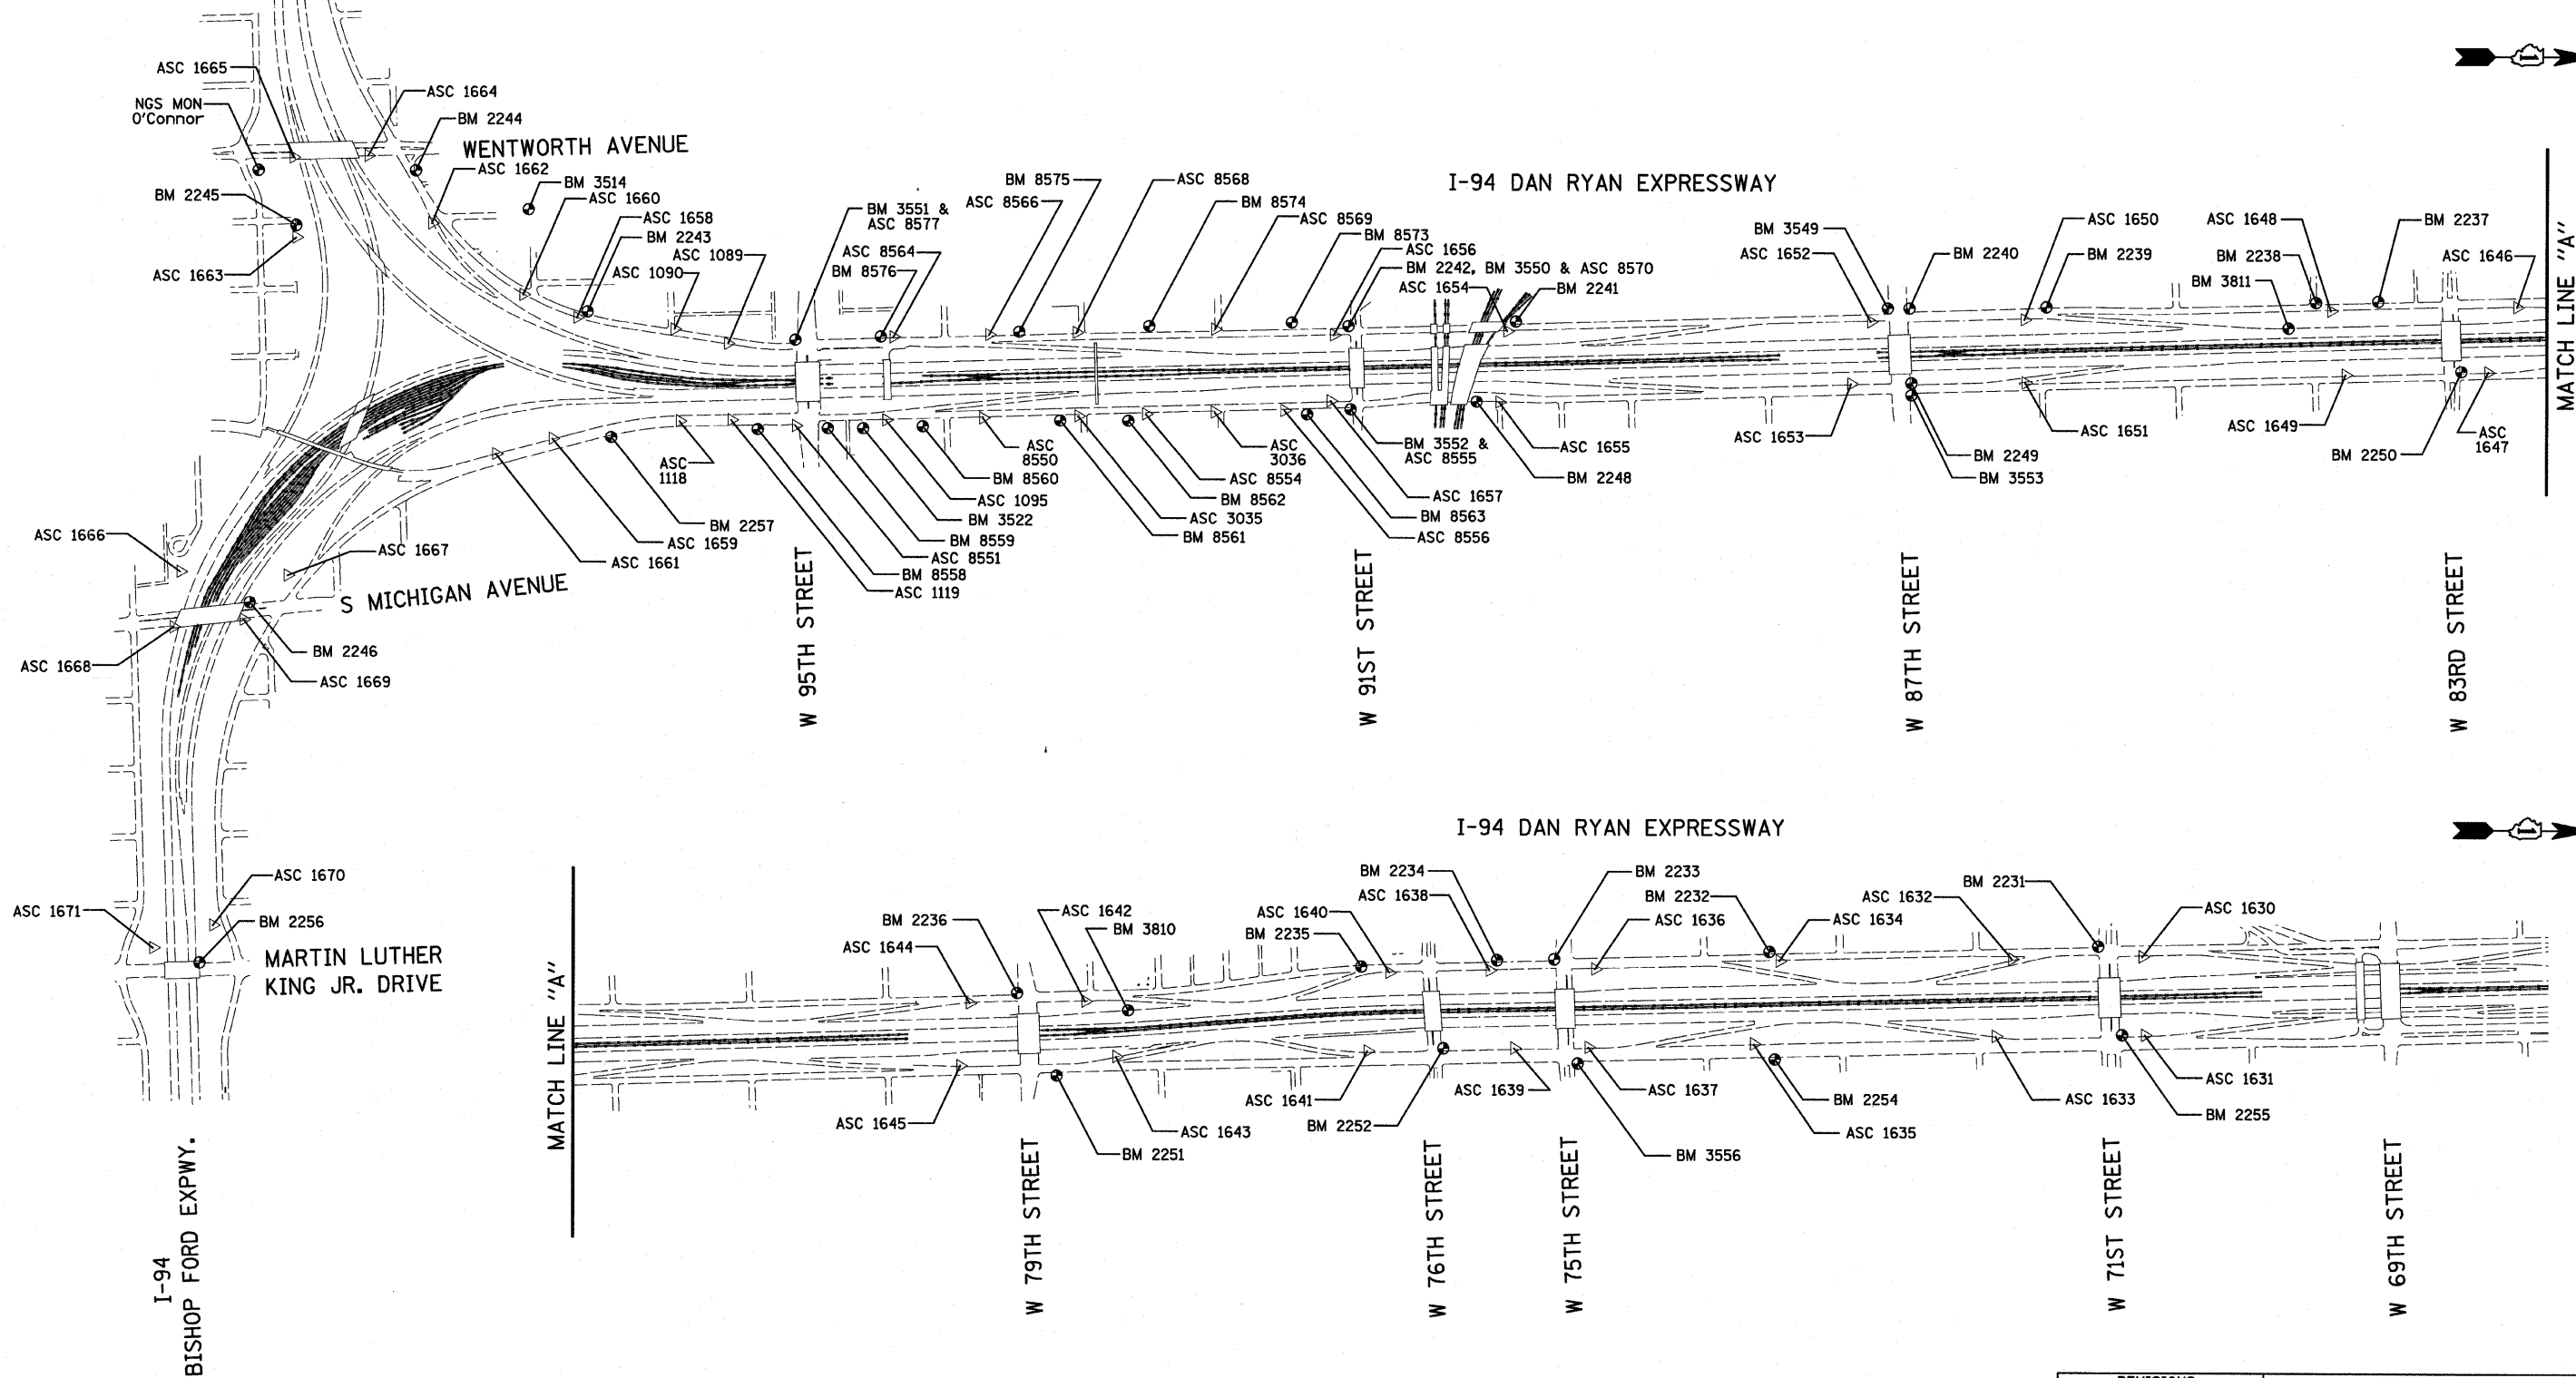 ASC 1665
NGS MON
O'Connor
ASC 1664
BM 2244
WENTWORTH AVENUE
ASC 1662
BM 3514
BM 2245
ASC 1660
ASC 1658
BM 2243
ASC 1089
ASC 1090
ASC 1663
BM 3551 &
ASC 8577
ASC 8564
BM 8576
BM 8575
ASC 8566
ASC 8568
BM 8574
ASC 8569
BM 8573
ASC 1656
BM 2242, BM 3550 & ASC 8570
ASC 1654
BM 2241
I-94 DAN RYAN EXPRESSWAY
BM 3549
ASC 1652
BM 2240
ASC 1650
BM 2239
ASC 1648
BM 2238
BM 3811
BM 2237
ASC 1646
MATCH LINE "A"
ASC 1666
ASC 1667
S MICHIGAN AVENUE
ASC 1668
BM 2246
ASC 1669
ASC 1661
ASC 1659
BM 2257
ASC
1118
ASC
8550
BM 8560
ASC 1095
BM 3522
BM 8559
ASC 8551
BM 8558
ASC 1119
ASC
3036
ASC 8554
BM 8562
ASC 3035
BM 8561
BM 3552 &
ASC 8555
ASC 1657
BM 8563
ASC 8556
ASC 1655
BM 2248
ASC 1653
BM 2249
BM 3553
ASC 1651
ASC 1649
BM 2250
ASC
1647
W 95TH STREET
W 91ST STREET
W 87TH STREET
W 83RD STREET
ASC 1670
ASC 1671
BM 2256
MARTIN LUTHER
KING JR. DRIVE
I-94
BISHOP FORD EXPWY.
I-94 DAN RYAN EXPRESSWAY
MATCH LINE "A"
BM 2236
ASC 1644
ASC 1642
BM 3810
ASC 1640
BM 2235
BM 2234
ASC 1638
BM 2233
BM 2232
ASC 1636
ASC 1634
ASC 1632
BM 2231
ASC 1630
ASC 1645
BM 2251
ASC 1643
ASC 1641
BM 2252
ASC 1639
ASC 1637
BM 3556
BM 2254
ASC 1635
ASC 1633
ASC 1631
BM 2255
W 79TH STREET
W 76TH STREET
W 75TH STREET
W 71ST STREET
W 69TH STREET
REVISIONS